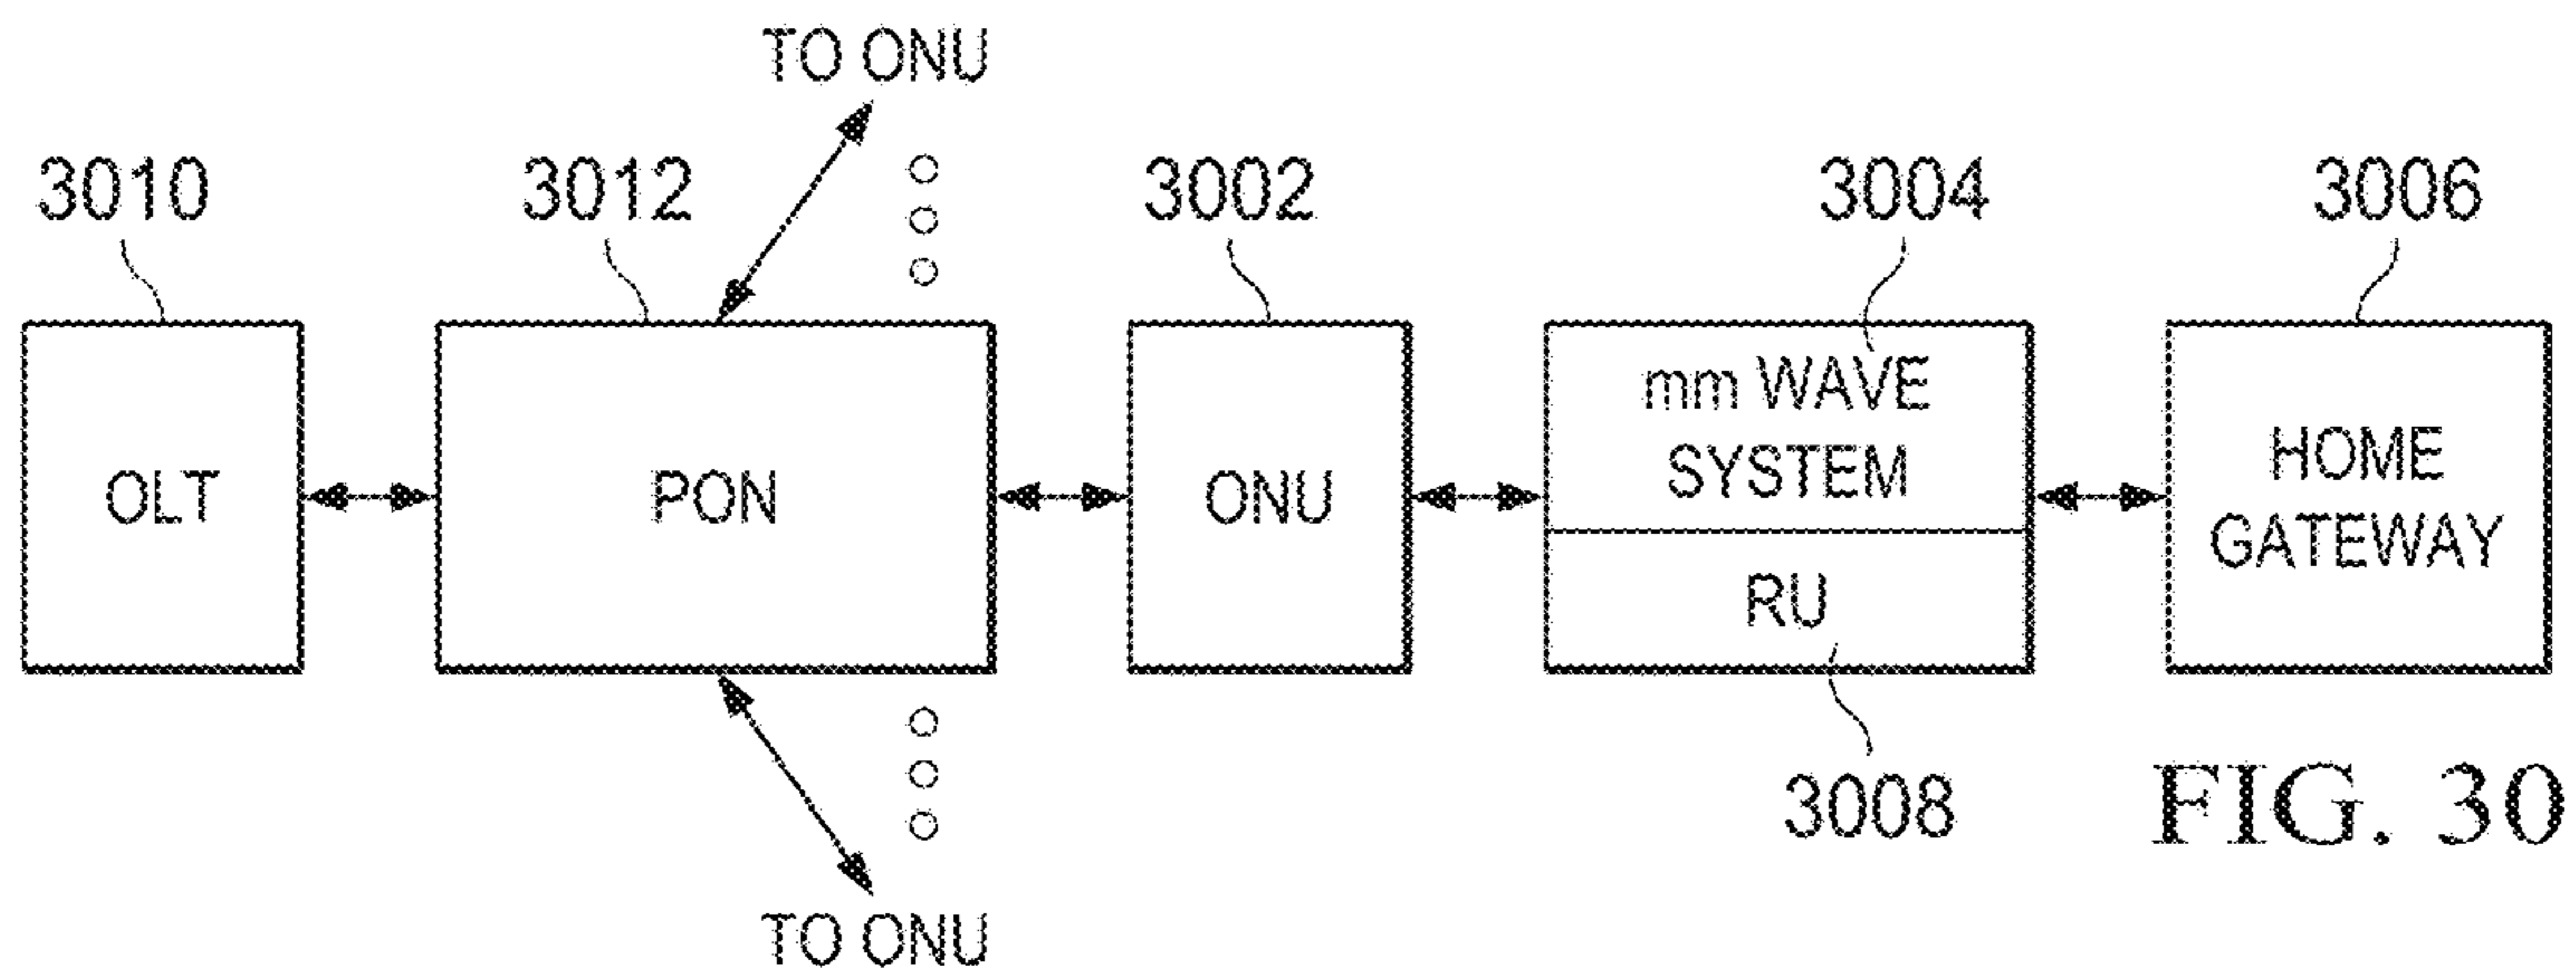 TO ONU
3010
3012
3002
3004
3006
OLT
PON
ONU
mm WAVE
SYSTEM
RU
HOME
GATEWAY
3008
FIG. 30
TO ONU